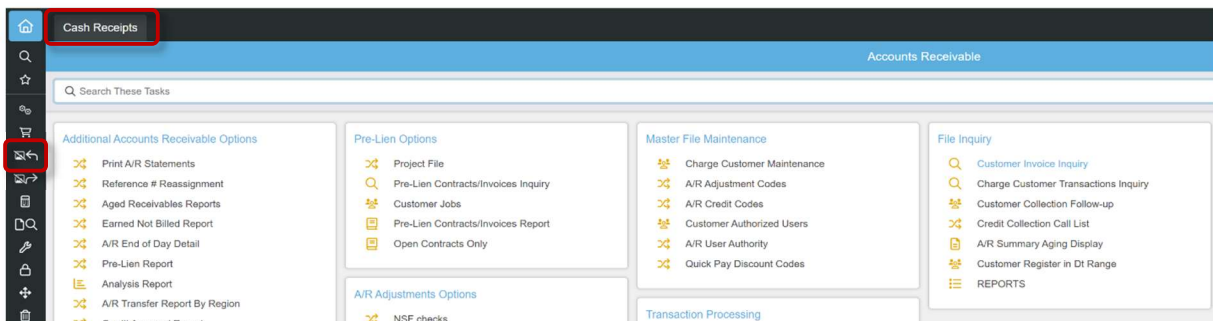 Cash Receipts
Accounts Receivable
Search These Tasks
Additional Accounts Receivable Options
Print A/R Statements
Reference # Reassignment
Aged Receivables Reports
Earned Not Billed Report
A/R End of Day Detail
Pre-Lien Report
Analysis Report
A/R Transfer Report By Region
Pre-Lien Options
Project File
Pre-Lien Contracts/Invoices Inquiry
Customer Jobs
Pre-Lien Contracts/Invoices Report
Open Contracts Only
A/R Adjustments Options
NSF checks
Master File Maintenance
Charge Customer Maintenance
A/R Adjustment Codes
A/R Credit Codes
Customer Authorized Users
A/R User Authority
Quick Pay Discount Codes
Transaction Processing
File Inquiry
Customer Invoice Inquiry
Charge Customer Transactions Inquiry
Customer Collection Follow-up
Credit Collection Call List
A/R Summary Aging Display
Customer Register in Dt Range
REPORTS